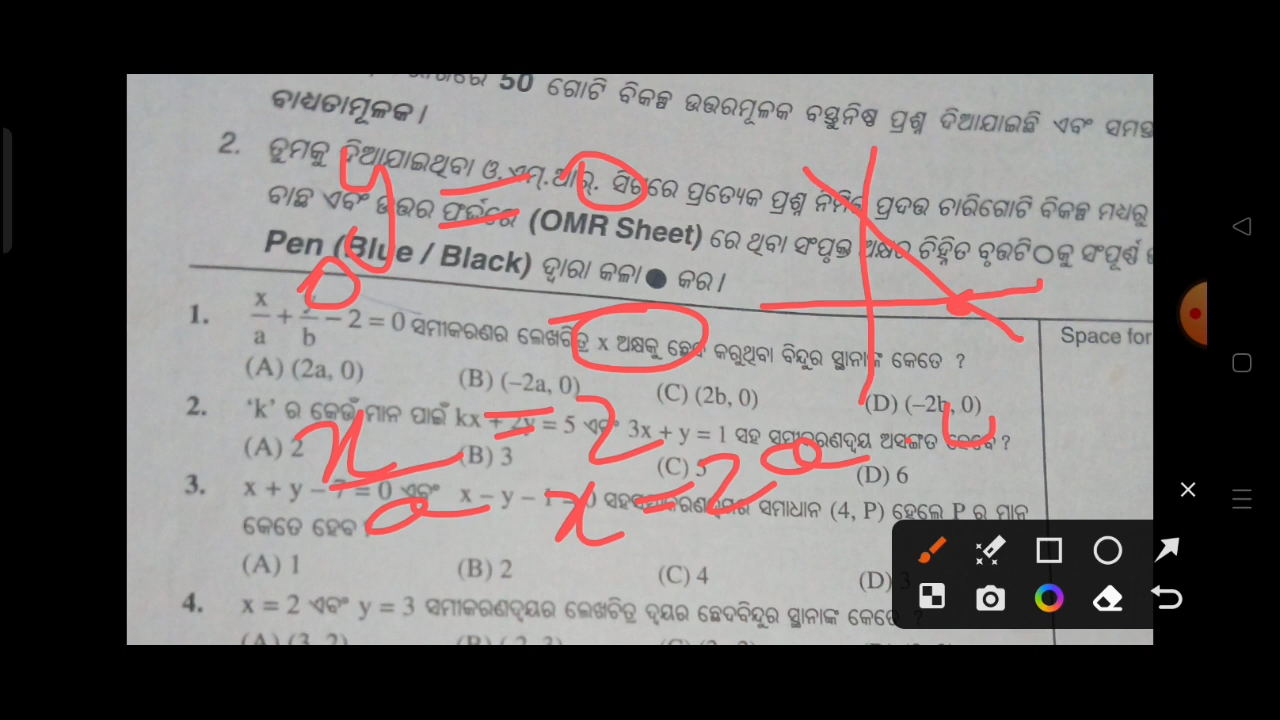 50 ଗୋଟି ବିକଳ୍ପ ଉତ୍ତରମୂଳକ ବସ୍ତୁନିଷ୍ଠ ପ୍ରଶ୍ନ ଦିଆଯାଇଛି ଏବଂ ସମସ୍ତ
ବାଧ୍ୟତାମୂଳକ।
2. ତୁମକୁ ଦିଆଯାଇଥିବା ଓ.ଏମ୍.ଆର୍. ସିଟ୍‌ରେ ପ୍ରତ୍ୟେକ ପ୍ରଶ୍ନ ନିମିତ୍ତ ପ୍ରଦତ୍ତ ଚାରିଗୋଟି ବିକଳ୍ପ ମଧ୍ୟରୁ
ବାଛ ଏବଂ ଉତ୍ତର ଫର୍ଦ୍ଦରେ (OMR Sheet) ରେ ଥିବା ସଂପୃକ୍ତ ଅକ୍ଷର ଚିହ୍ନିତ ବୃତ୍ତଟିକୁ ସଂପୂର୍ଣ୍ଣ
Pen (Blue / Black) ଦ୍ୱାରା କଳା ● କର।
1. x/a + y/b − 2 = 0 ସମୀକରଣର ଲେଖଚିତ୍ର x ଅକ୍ଷକୁ ଛେଦ କରୁଥିବା ବିନ୍ଦୁର ସ୍ଥାନାଙ୍କ କେତେ ?
(A) (2a, 0) (B) (–2a, 0) (C) (2b, 0) (D) (–2b, 0)
Space for
2. ‘k’ ର କେଉଁ ମାନ ପାଇଁ kx + 2y = 5 ଏବଂ 3x + y = 1 ସହ ସମୀକରଣଦ୍ୱୟ ଅସଙ୍ଗତ ହେବେ ?
(A) 2 (B) 3 (C) 5 (D) 6
3. x + y – 7 = 0 ଏବଂ x – y – 1 = 0 ସହସମୀକରଣଦ୍ୱୟର ସମାଧାନ (4, P) ହେଲେ P ର ମାନ
କେତେ ହେବ ?
(A) 1 (B) 2 (C) 4 (D) 3
4. x = 2 ଏବଂ y = 3 ସମୀକରଣଦ୍ୱୟର ଲେଖଚିତ୍ର ଦ୍ୱୟର ଛେଦବିନ୍ଦୁର ସ୍ଥାନାଙ୍କ କେତେ ?
y = 0
x/a = 2
x = 2a